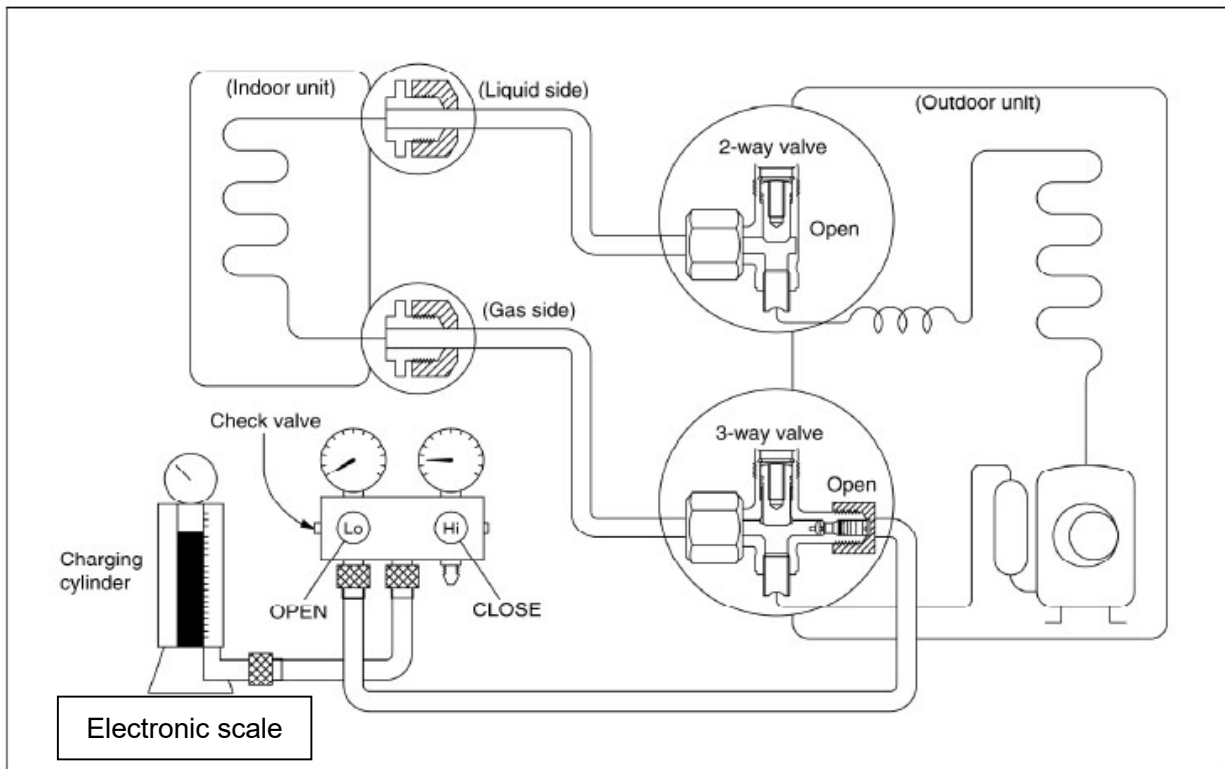 (Indoor unit)
(Liquid side)
(Outdoor unit)
2-way valve
Open
(Gas side)
Check valve
3-way valve
Open
Lo
Hi
Charging
cylinder
OPEN
CLOSE
Electronic scale